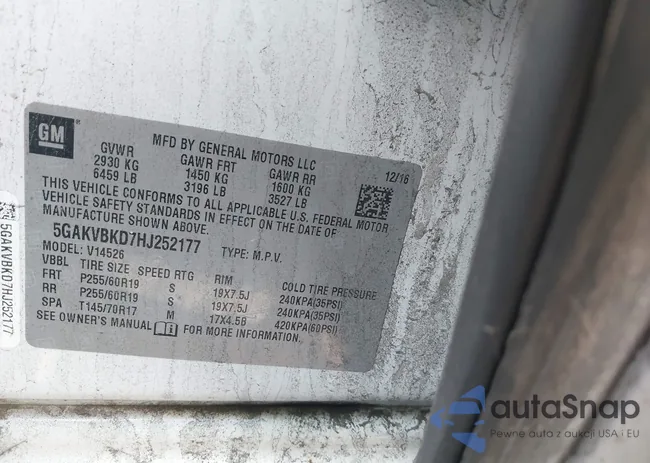 GM
MFD BY GENERAL MOTORS LLC
12/16
GVWR GAWR FRT GAWR RR
2930 KG 1450 KG 1600 KG
6459 LB 3196 LB 3527 LB
THIS VEHICLE CONFORMS TO ALL APPLICABLE U.S. FEDERAL MOTOR
VEHICLE SAFETY STANDARDS IN EFFECT ON THE DATE OF
MANUFACTURE SHOWN ABOVE.
5GAKVBKD7HJ252177
MODEL: V14526 TYPE: M.P.V.
VBBL TIRE SIZE SPEED RTG RIM COLD TIRE PRESSURE
FRT P255/60R19 S 19X7.5J 240KPA(35PSI)
RR P255/60R19 S 19X7.5J 240KPA(35PSI)
SPA T145/70R17 M 17X4.5B 420KPA(60PSI)
SEE OWNER'S MANUAL i FOR MORE INFORMATION.
5GAKVBKD7HJ252177
autaSnap
Pewne auta z aukcji USA i EU